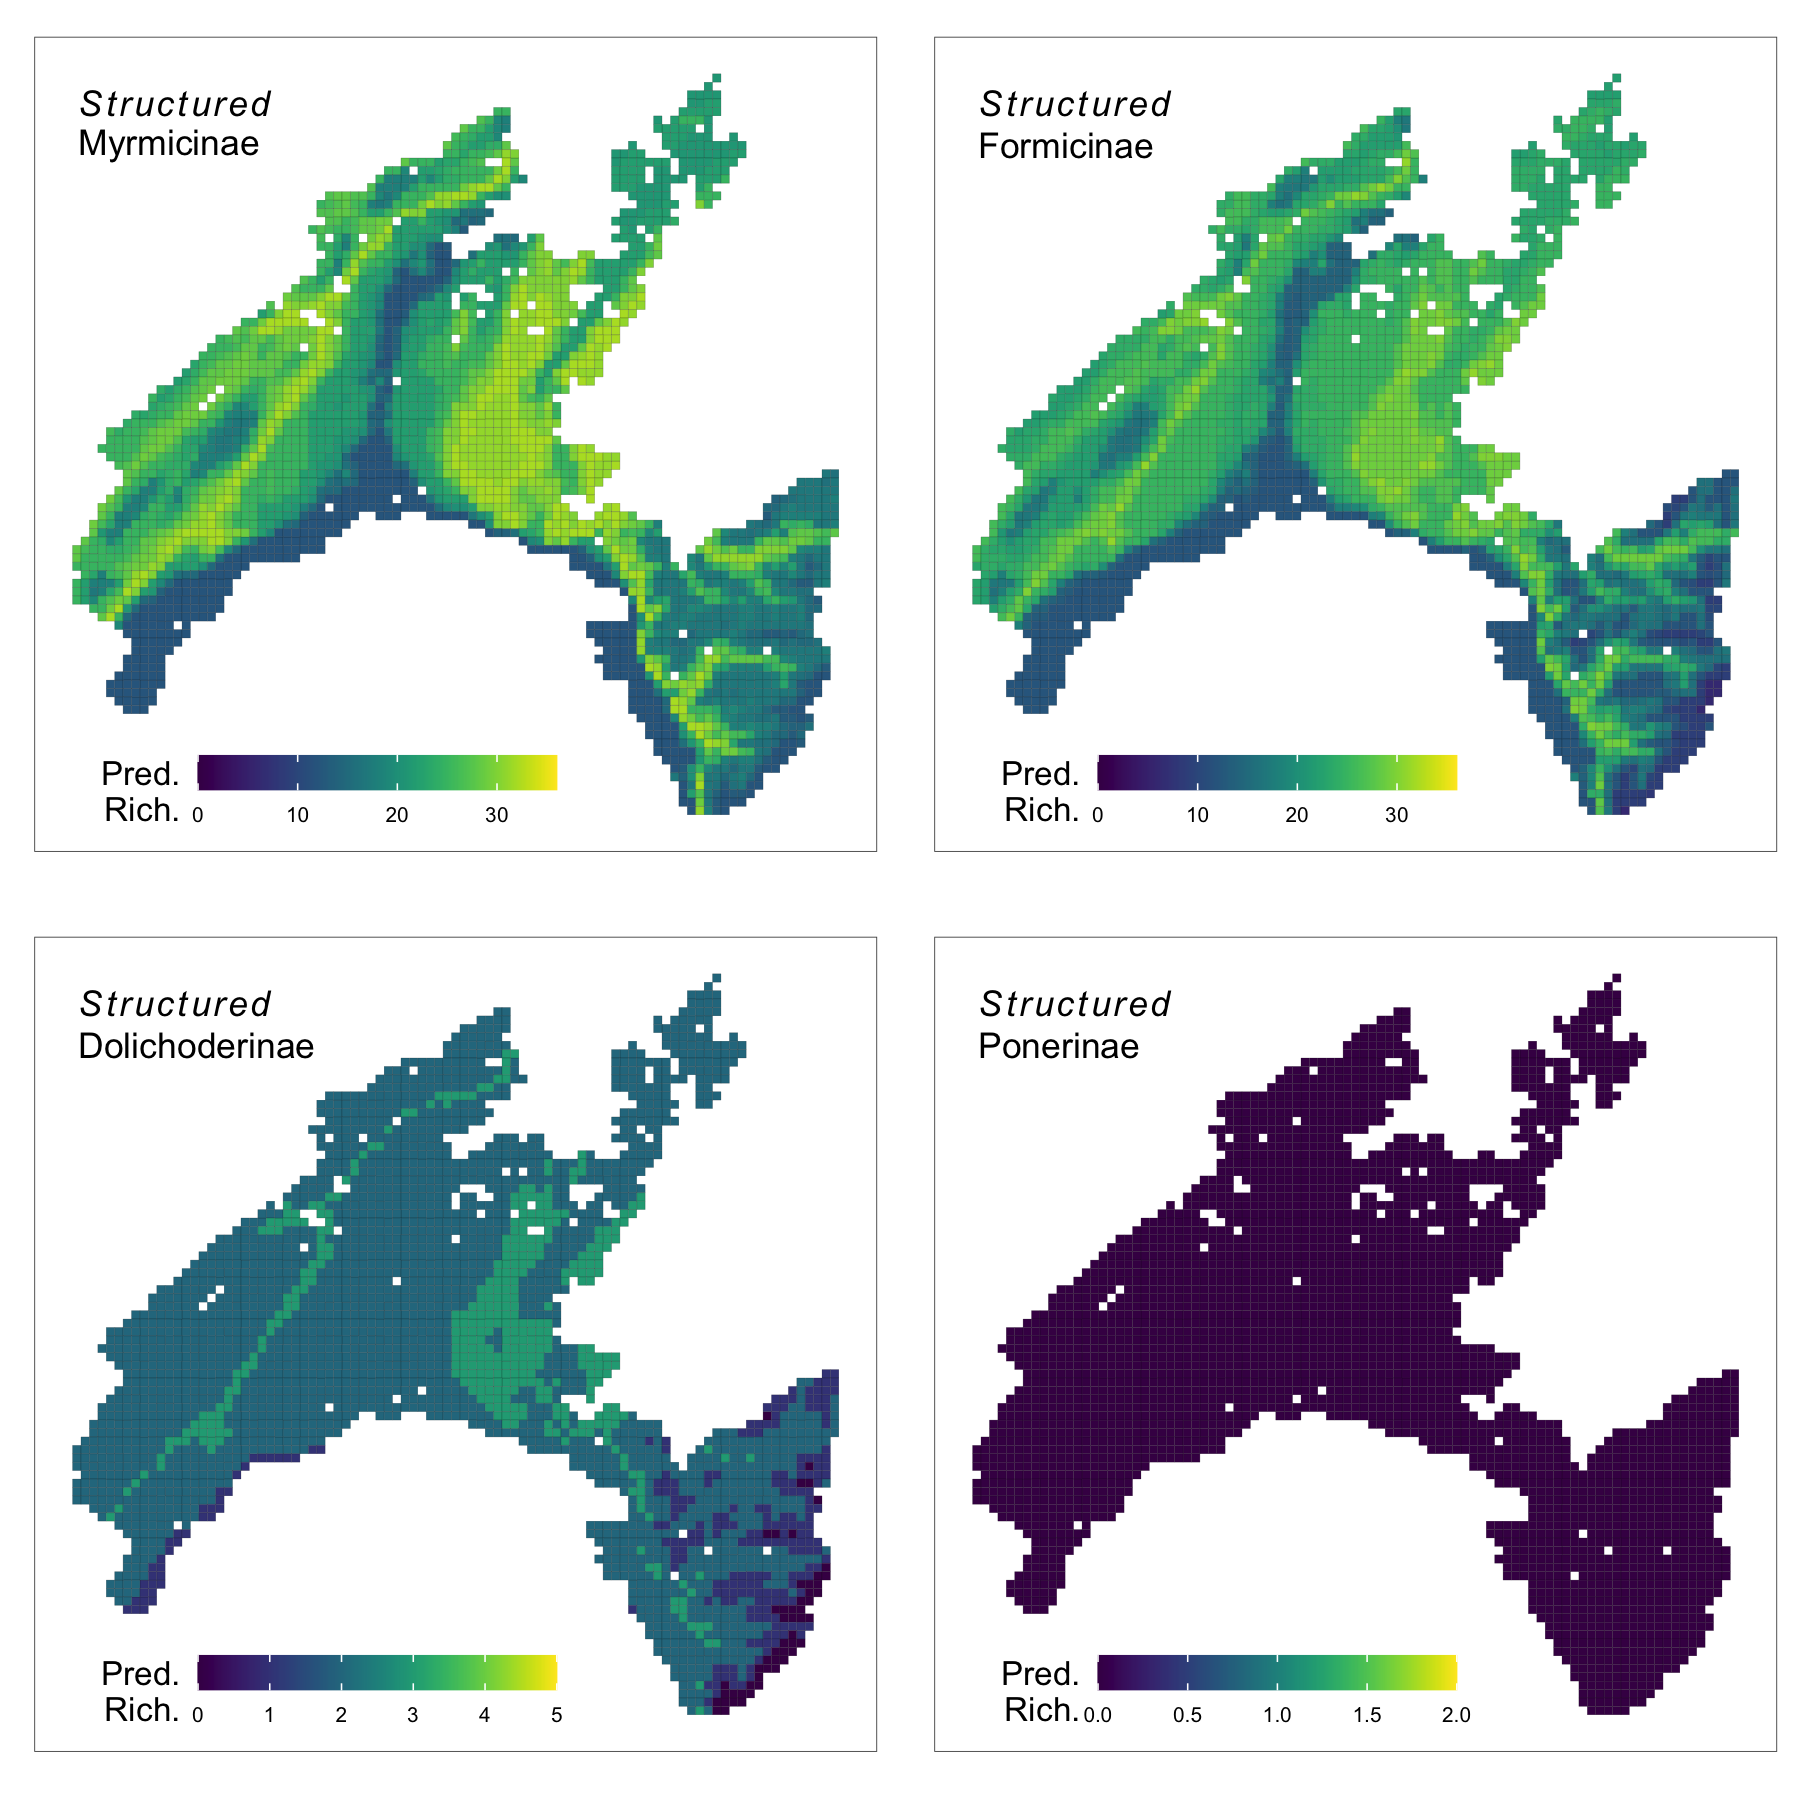 Structured
Myrmicinae
Pred.
Rich.
0 10 20 30
Structured
Formicinae
Pred.
Rich.
0 10 20 30
Structured
Dolichoderinae
Pred.
Rich.
0 1 2 3 4 5
Structured
Ponerinae
Pred.
Rich.
0.0 0.5 1.0 1.5 2.0